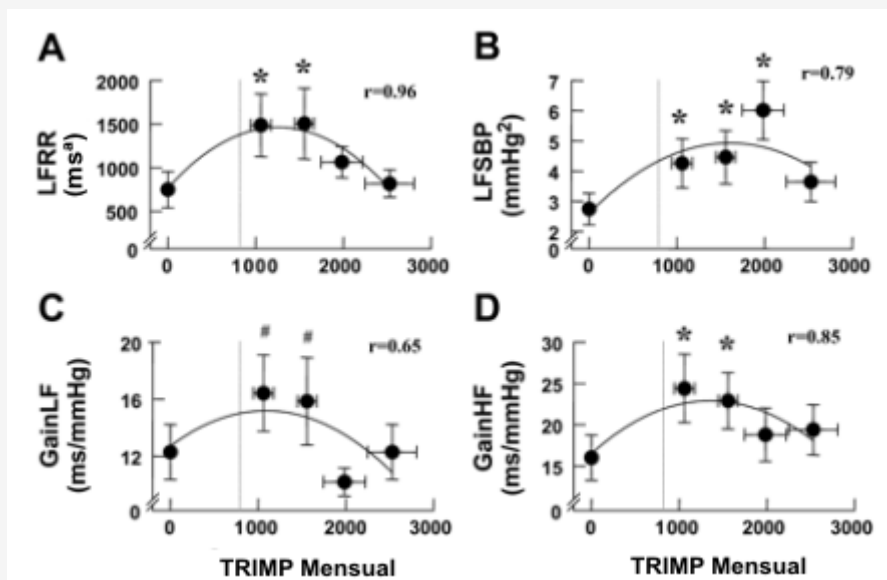 A
LFRR
(msª)
2000
1500
1000
500
0
* *
r=0.96
0 1000 2000 3000
B
LFSBP
(mmHg²)
7
6
5
4
3
2
0
* * *
r=0.79
0 1000 2000 3000
C
GainLF
(ms/mmHg)
20
16
12
0
# #
r=0.65
0 1000 2000 3000
TRIMP Mensual
D
GainHF
(ms/mmHg)
30
25
20
15
0
* *
r=0.85
0 1000 2000 3000
TRIMP Mensual